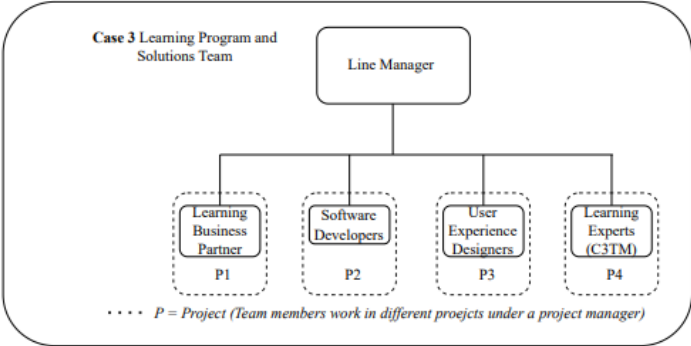 Case 3 Learning Program and
Solutions Team
Line Manager
Learning
Business
Partner
P1
Software
Developers
P2
User
Experience
Designers
P3
Learning
Experts
(C3TM)
P4
. . . . P = Project (Team members work in different proejcts under a project manager)